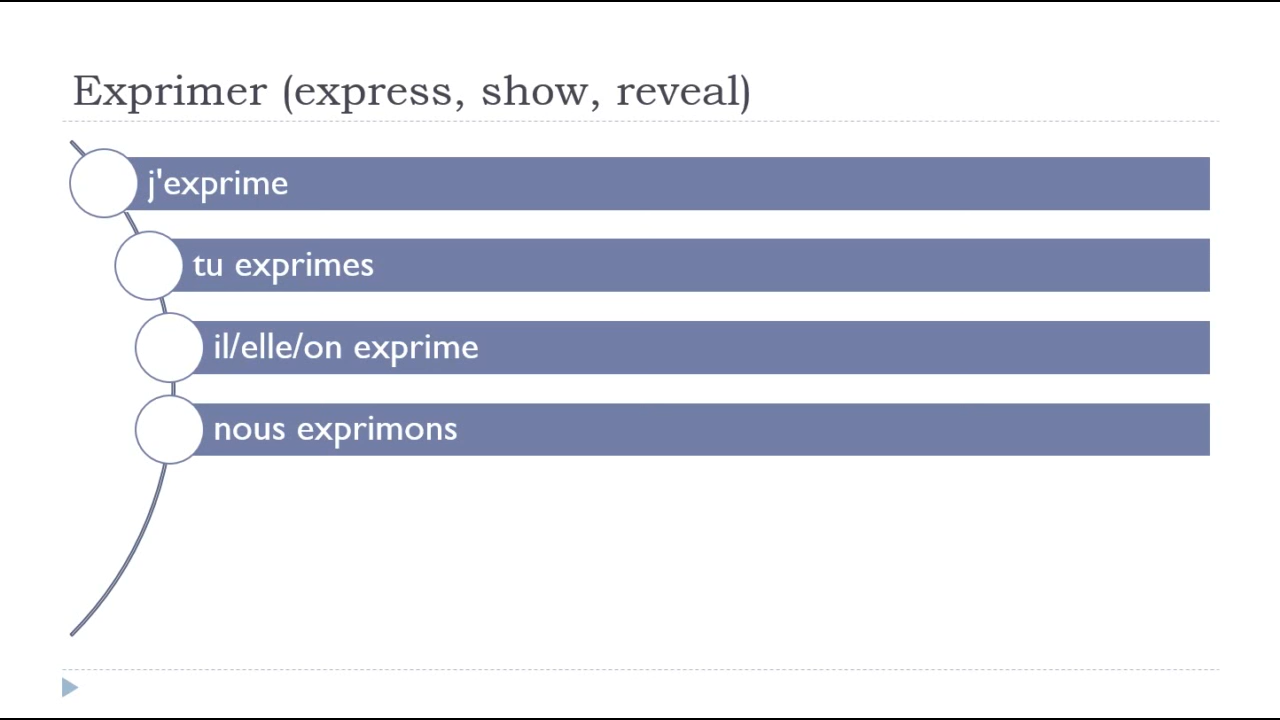 Exprimer (express, show, reveal)
j'exprime
tu exprimes
il/elle/on exprime
nous exprimons